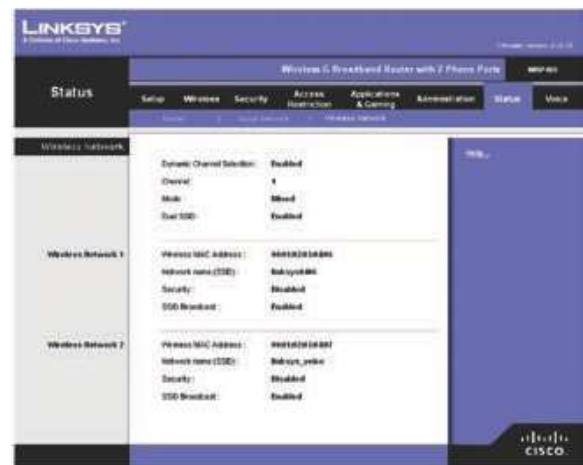 LINKSYS
A Division of Cisco Systems, Inc.
Wireless G Broadband Router with 2 Phone Ports
Status
Setup Wireless Security Access Restriction Applications & Gaming Administration Status Voice
Wireless Network
Wireless Network
Help...
Dynamic Channel Selection: Enabled
Channel: 1
Mode: Mixed
Dual SSID: Enabled
Wireless Network 1
Wireless MAC Address:
Network name (SSID):
Security: Disabled
SSID Broadcast: Enabled
Wireless Network 2
Wireless MAC Address:
Network name (SSID):
Security: Disabled
SSID Broadcast: Enabled
CISCO